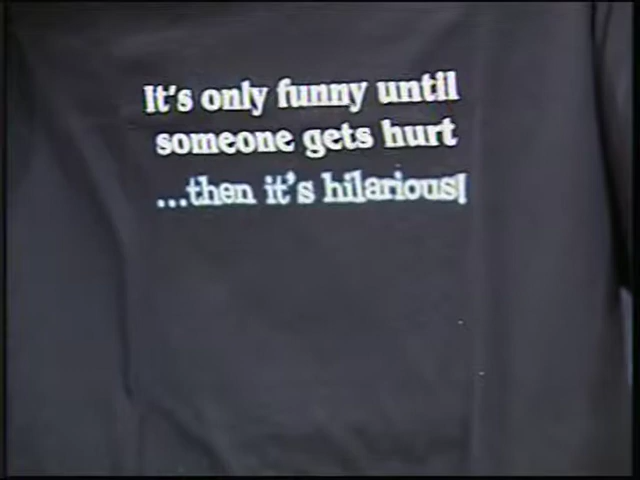 It's only funny until
someone gets hurt
...then it's hilarious!